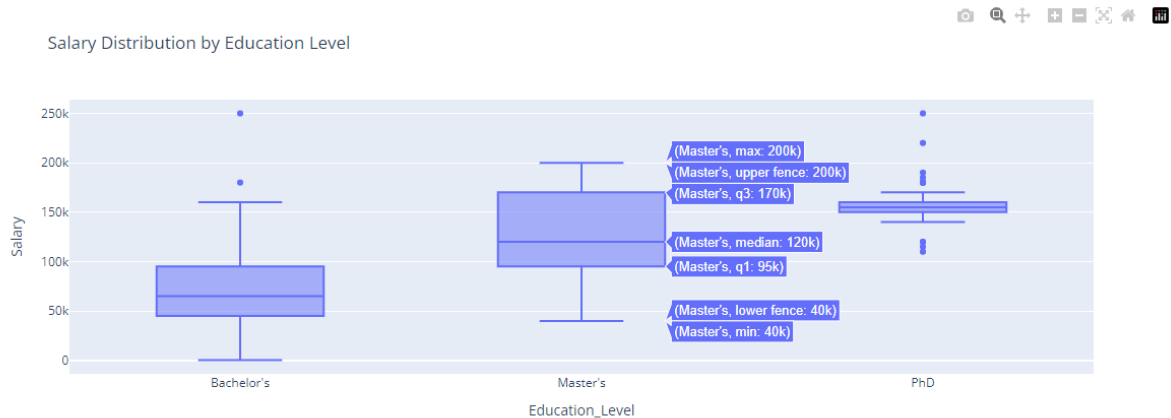 Salary Distribution by Education Level
250k
200k
150k
100k
50k
0
Salary
(Master's, max: 200k)
(Master's, upper fence: 200k)
(Master's, q3: 170k)
(Master's, median: 120k)
(Master's, q1: 95k)
(Master's, lower fence: 40k)
(Master's, min: 40k)
Bachelor's
Master's
PhD
Education_Level